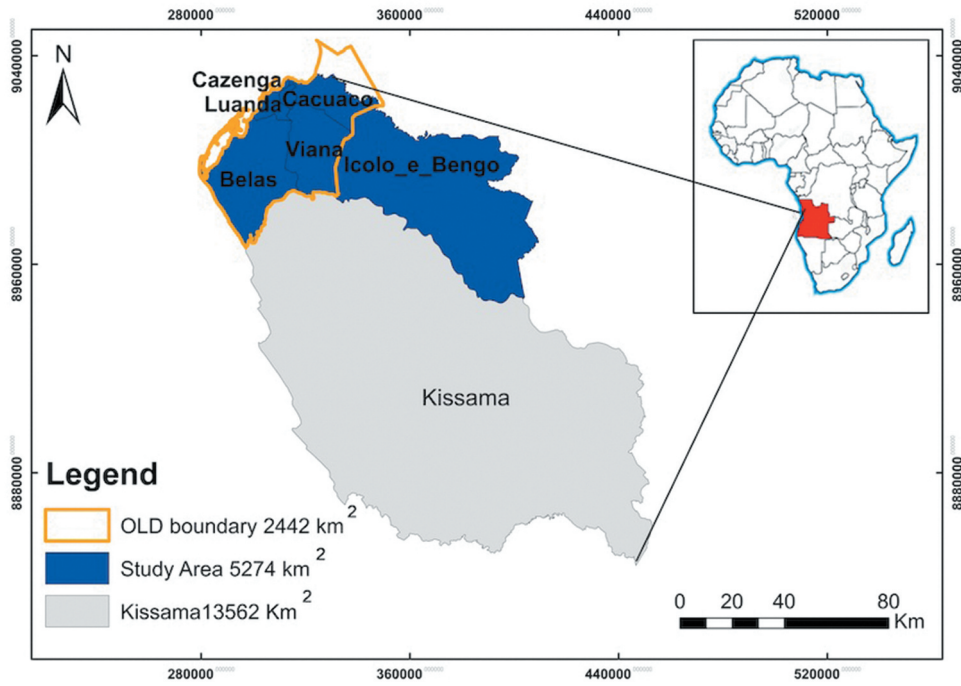 280000 360000 440000 520000
9040000
8960000
8880000
9040000
8960000
8880000
N
Cazenga
Luanda
Cacuaco
Viana
Icolo_e_Bengo
Belas
Kissama
Legend
OLD boundary 2442 km²
Study Area 5274 km²
Kissama13562 Km²
0 20 40 80
Km
280000 360000 440000 520000